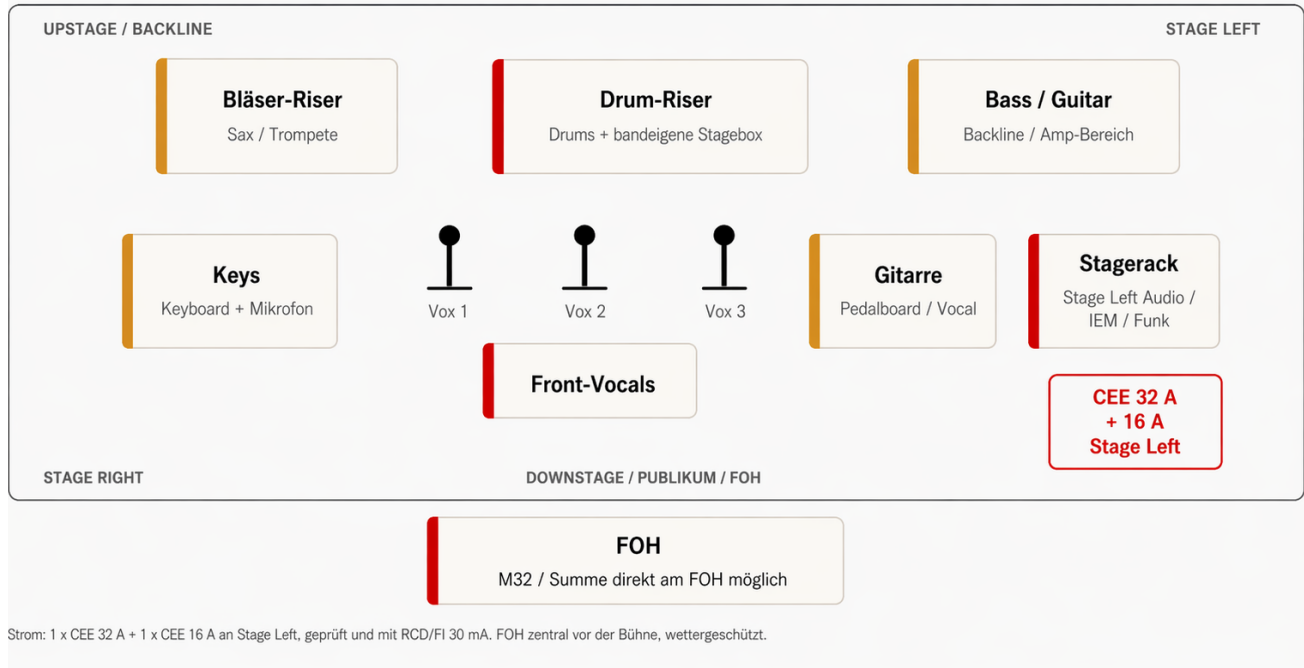 UPSTAGE / BACKLINE
STAGE LEFT
Bläser-Riser
Sax / Trompete
Drum-Riser
Drums + bandeigene Stagebox
Bass / Guitar
Backline / Amp-Bereich
Keys
Keyboard + Mikrofon
Vox 1
Vox 2
Vox 3
Gitarre
Pedalboard / Vocal
Stagerack
Stage Left Audio /
IEM / Funk
Front-Vocals
CEE 32 A
+ 16 A
Stage Left
STAGE RIGHT
DOWNSTAGE / PUBLIKUM / FOH
FOH
M32 / Summe direkt am FOH möglich
Strom: 1 x CEE 32 A + 1 x CEE 16 A an Stage Left, geprüft und mit RCD/FI 30 mA. FOH zentral vor der Bühne, wettergeschützt.